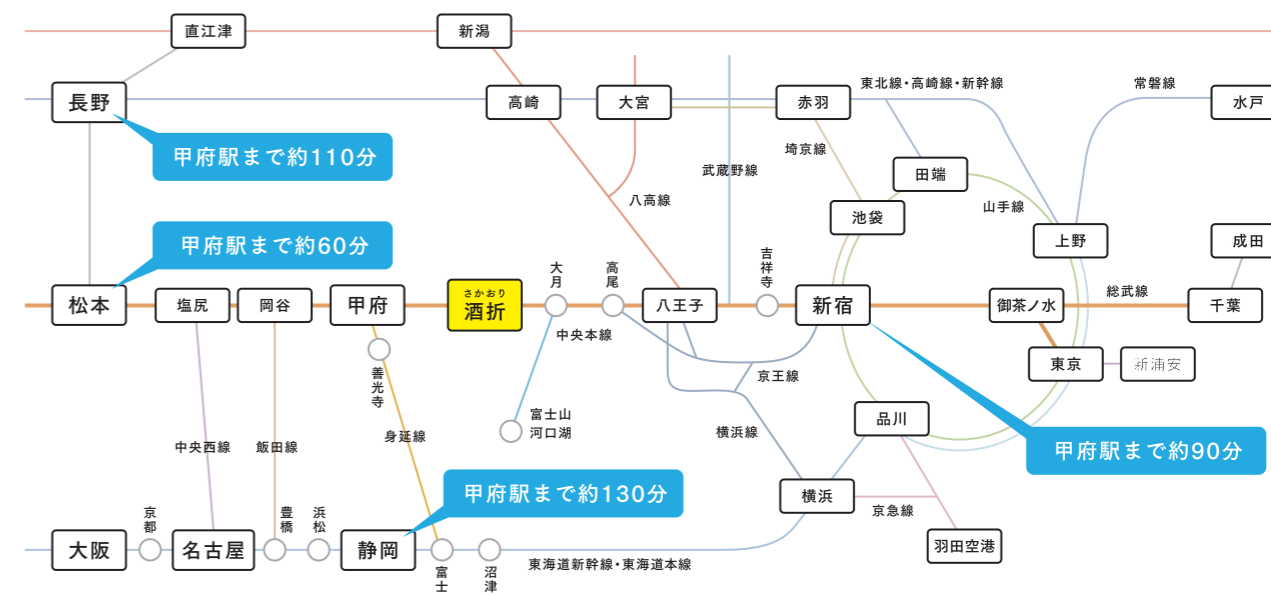 直江津
新潟
長野
高崎
大宮
赤羽
東北線・高崎線・新幹線
常磐線
水戸
甲府駅まで約110分
埼京線
武蔵野線
田端
八高線
山手線
池袋
甲府駅まで約60分
上野
成田
松本
塩尻
岡谷
甲府
さかおり
酒折
大月
高尾
八王子
吉祥寺
新宿
御茶ノ水
総武線
千葉
中央本線
善光寺
京王線
東京
新浦安
富士山
河口湖
身延線
横浜線
品川
中央西線
飯田線
甲府駅まで約90分
甲府駅まで約130分
横浜
京急線
羽田空港
大阪
京都
名古屋
豊橋
浜松
静岡
富士
沼津
東海道新幹線・東海道本線